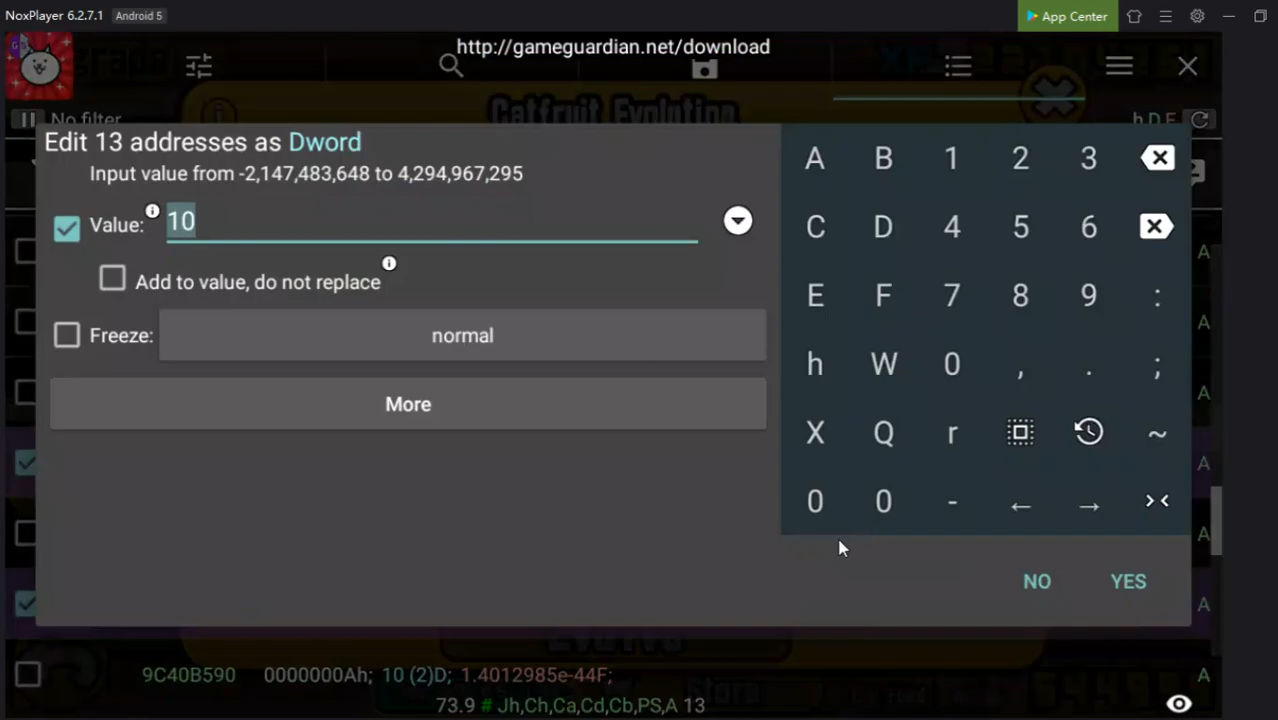 NoxPlayer 6.2.7.1 Android 5 App Center
http://gameguardian.net/download
Catfruit Evolution
No filter
Edit 13 addresses as Dword
Input value from -2,147,483,648 to 4,294,967,295
Value: 10
Add to value, do not replace
Freeze: normal
More
A B 1 2 3
C D 4 5 6
E F 7 8 9 :
h W 0 , . ;
X Q r ~
0 0 - ← → ><
NO YES
A
A
A
A
A
9C40B590 0000000Ah; 10 (2)D; 1.4012985e-44F; A
73.9 # Jh,Ch,Ca,Cd,Cb,PS,A 13
Store